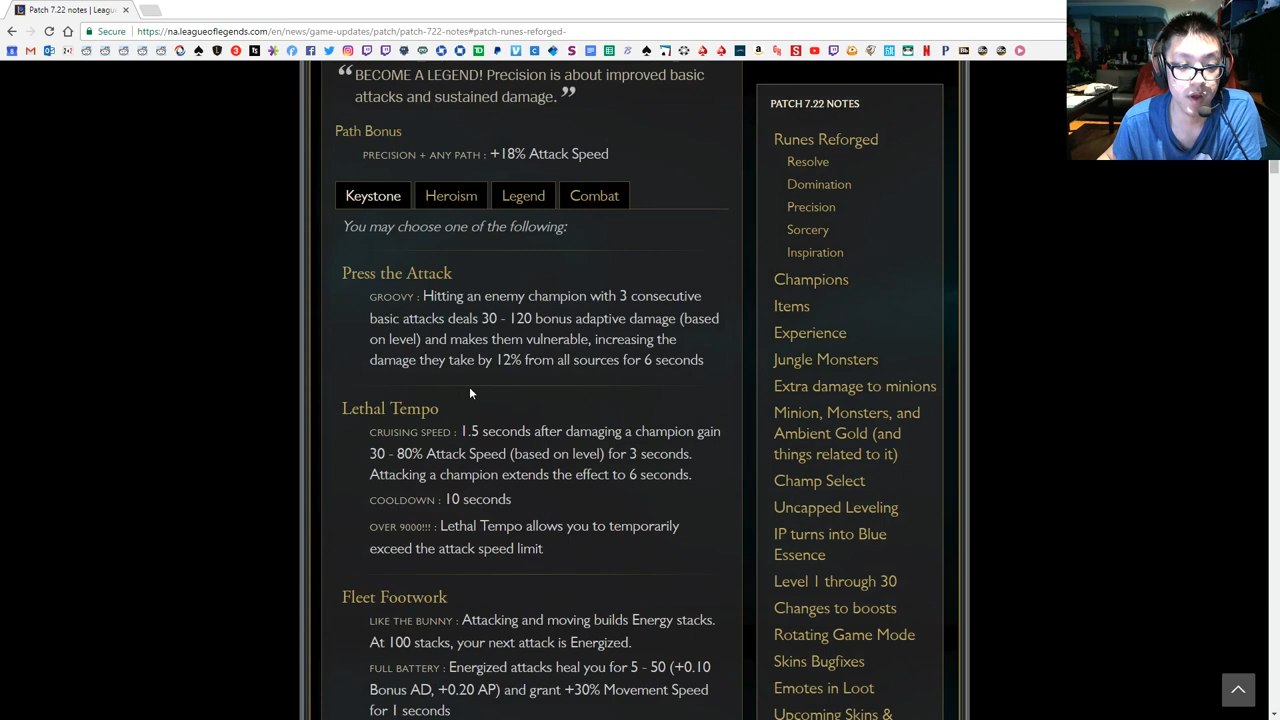 Patch 7.22 notes | Leagu
Secure
https://na.leagueoflegends.com/en/news/game-updates/patch/patch-722-notes#patch-runes-reforged-
“ BECOME A LEGEND! Precision is about improved basic
attacks and sustained damage. ”
Path Bonus
PRECISION + ANY PATH : +18% Attack Speed
Keystone Heroism Legend Combat
You may choose one of the following:
Press the Attack
GROOVY : Hitting an enemy champion with 3 consecutive
basic attacks deals 30 - 120 bonus adaptive damage (based
on level) and makes them vulnerable, increasing the
damage they take by 12% from all sources for 6 seconds
Lethal Tempo
CRUISING SPEED : 1.5 seconds after damaging a champion gain
30 - 80% Attack Speed (based on level) for 3 seconds.
Attacking a champion extends the effect to 6 seconds.
COOLDOWN : 10 seconds
OVER 9000!!! : Lethal Tempo allows you to temporarily
exceed the attack speed limit
Fleet Footwork
LIKE THE BUNNY : Attacking and moving builds Energy stacks.
At 100 stacks, your next attack is Energized.
FULL BATTERY : Energized attacks heal you for 5 - 50 (+0.10
Bonus AD, +0.20 AP) and grant +30% Movement Speed
for 1 seconds
PATCH 7.22 NOTES
Runes Reforged
Resolve
Domination
Precision
Sorcery
Inspiration
Champions
Items
Experience
Jungle Monsters
Extra damage to minions
Minion, Monsters, and
Ambient Gold (and
things related to it)
Champ Select
Uncapped Leveling
IP turns into Blue
Essence
Level 1 through 30
Changes to boosts
Rotating Game Mode
Skins Bugfixes
Emotes in Loot
Upcoming Skins &